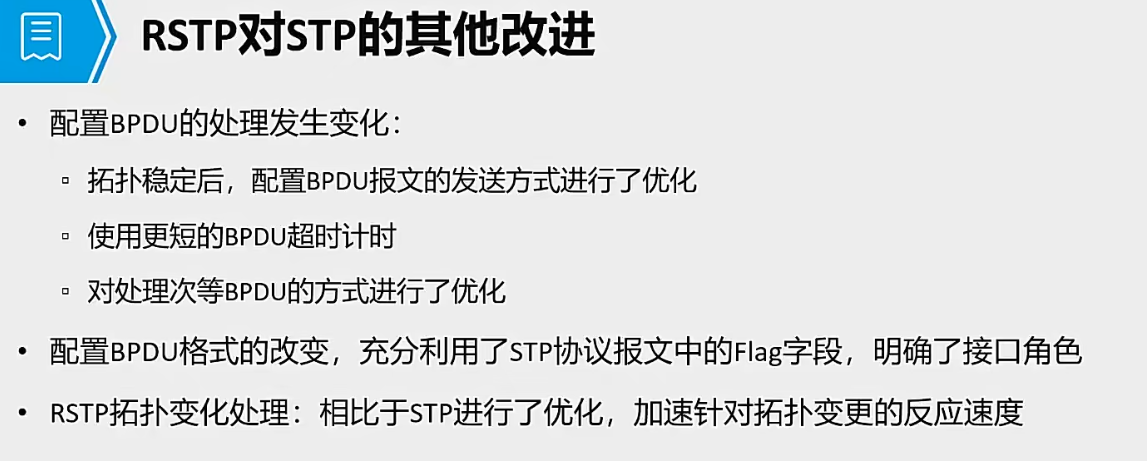 RSTP对STP的其他改进
• 配置BPDU的处理发生变化：
▫ 拓扑稳定后，配置BPDU报文的发送方式进行了优化
▫ 使用更短的BPDU超时计时
▫ 对处理次等BPDU的方式进行了优化
• 配置BPDU格式的改变，充分利用了STP协议报文中的Flag字段，明确了接口角色
• RSTP拓扑变化处理：相比于STP进行了优化，加速针对拓扑变更的反应速度